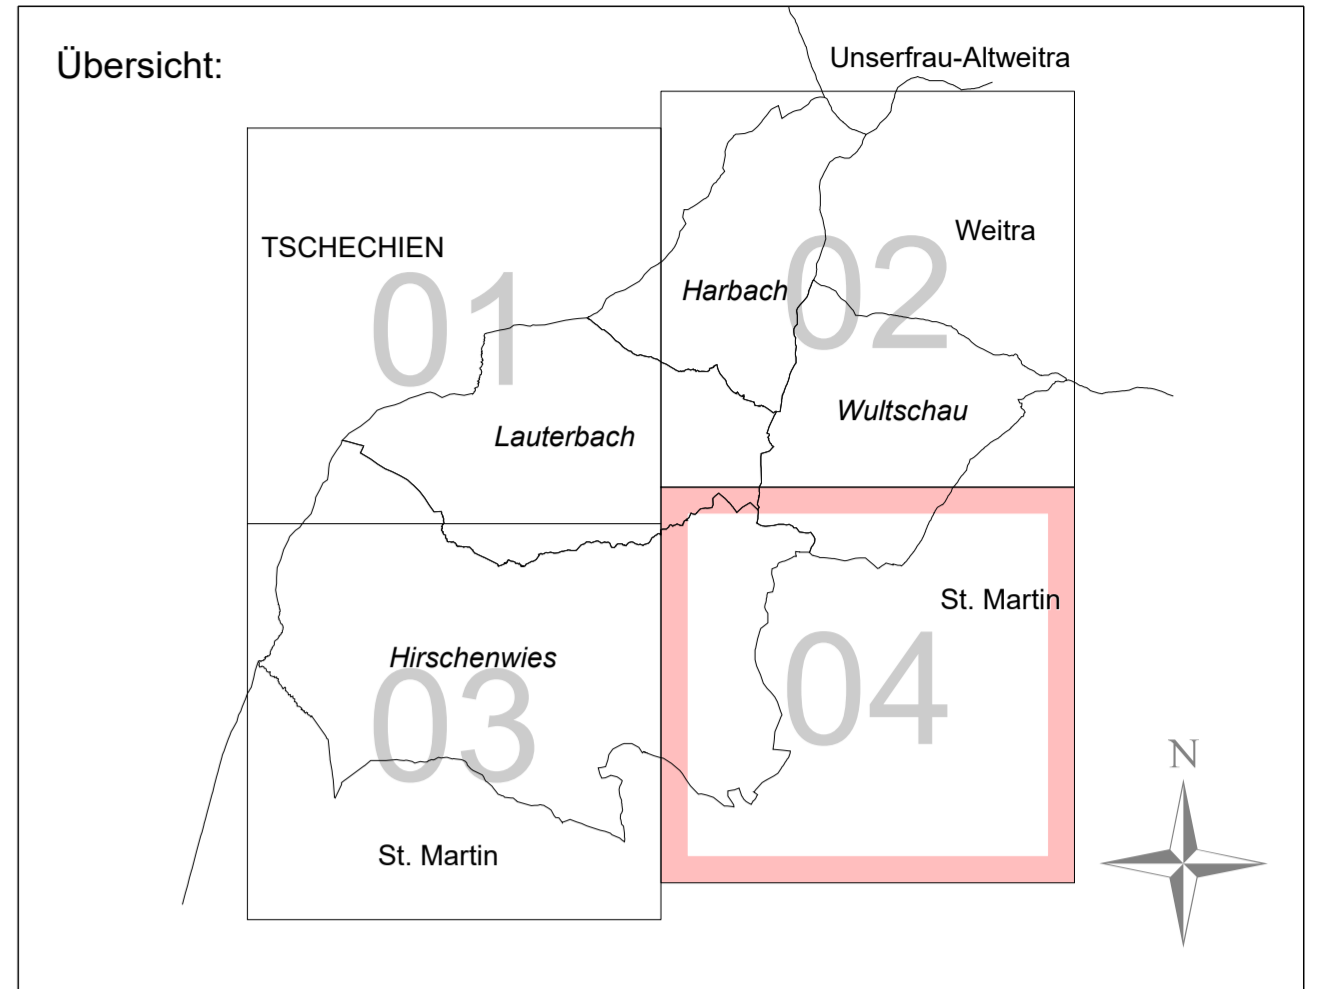 Übersicht:
Unserfrau-Altweitra
TSCHECHIEN
01
Weitra
02
Harbach
Wultschau
Lauterbach
St. Martin
Hirschenwies
03
04
St. Martin
N